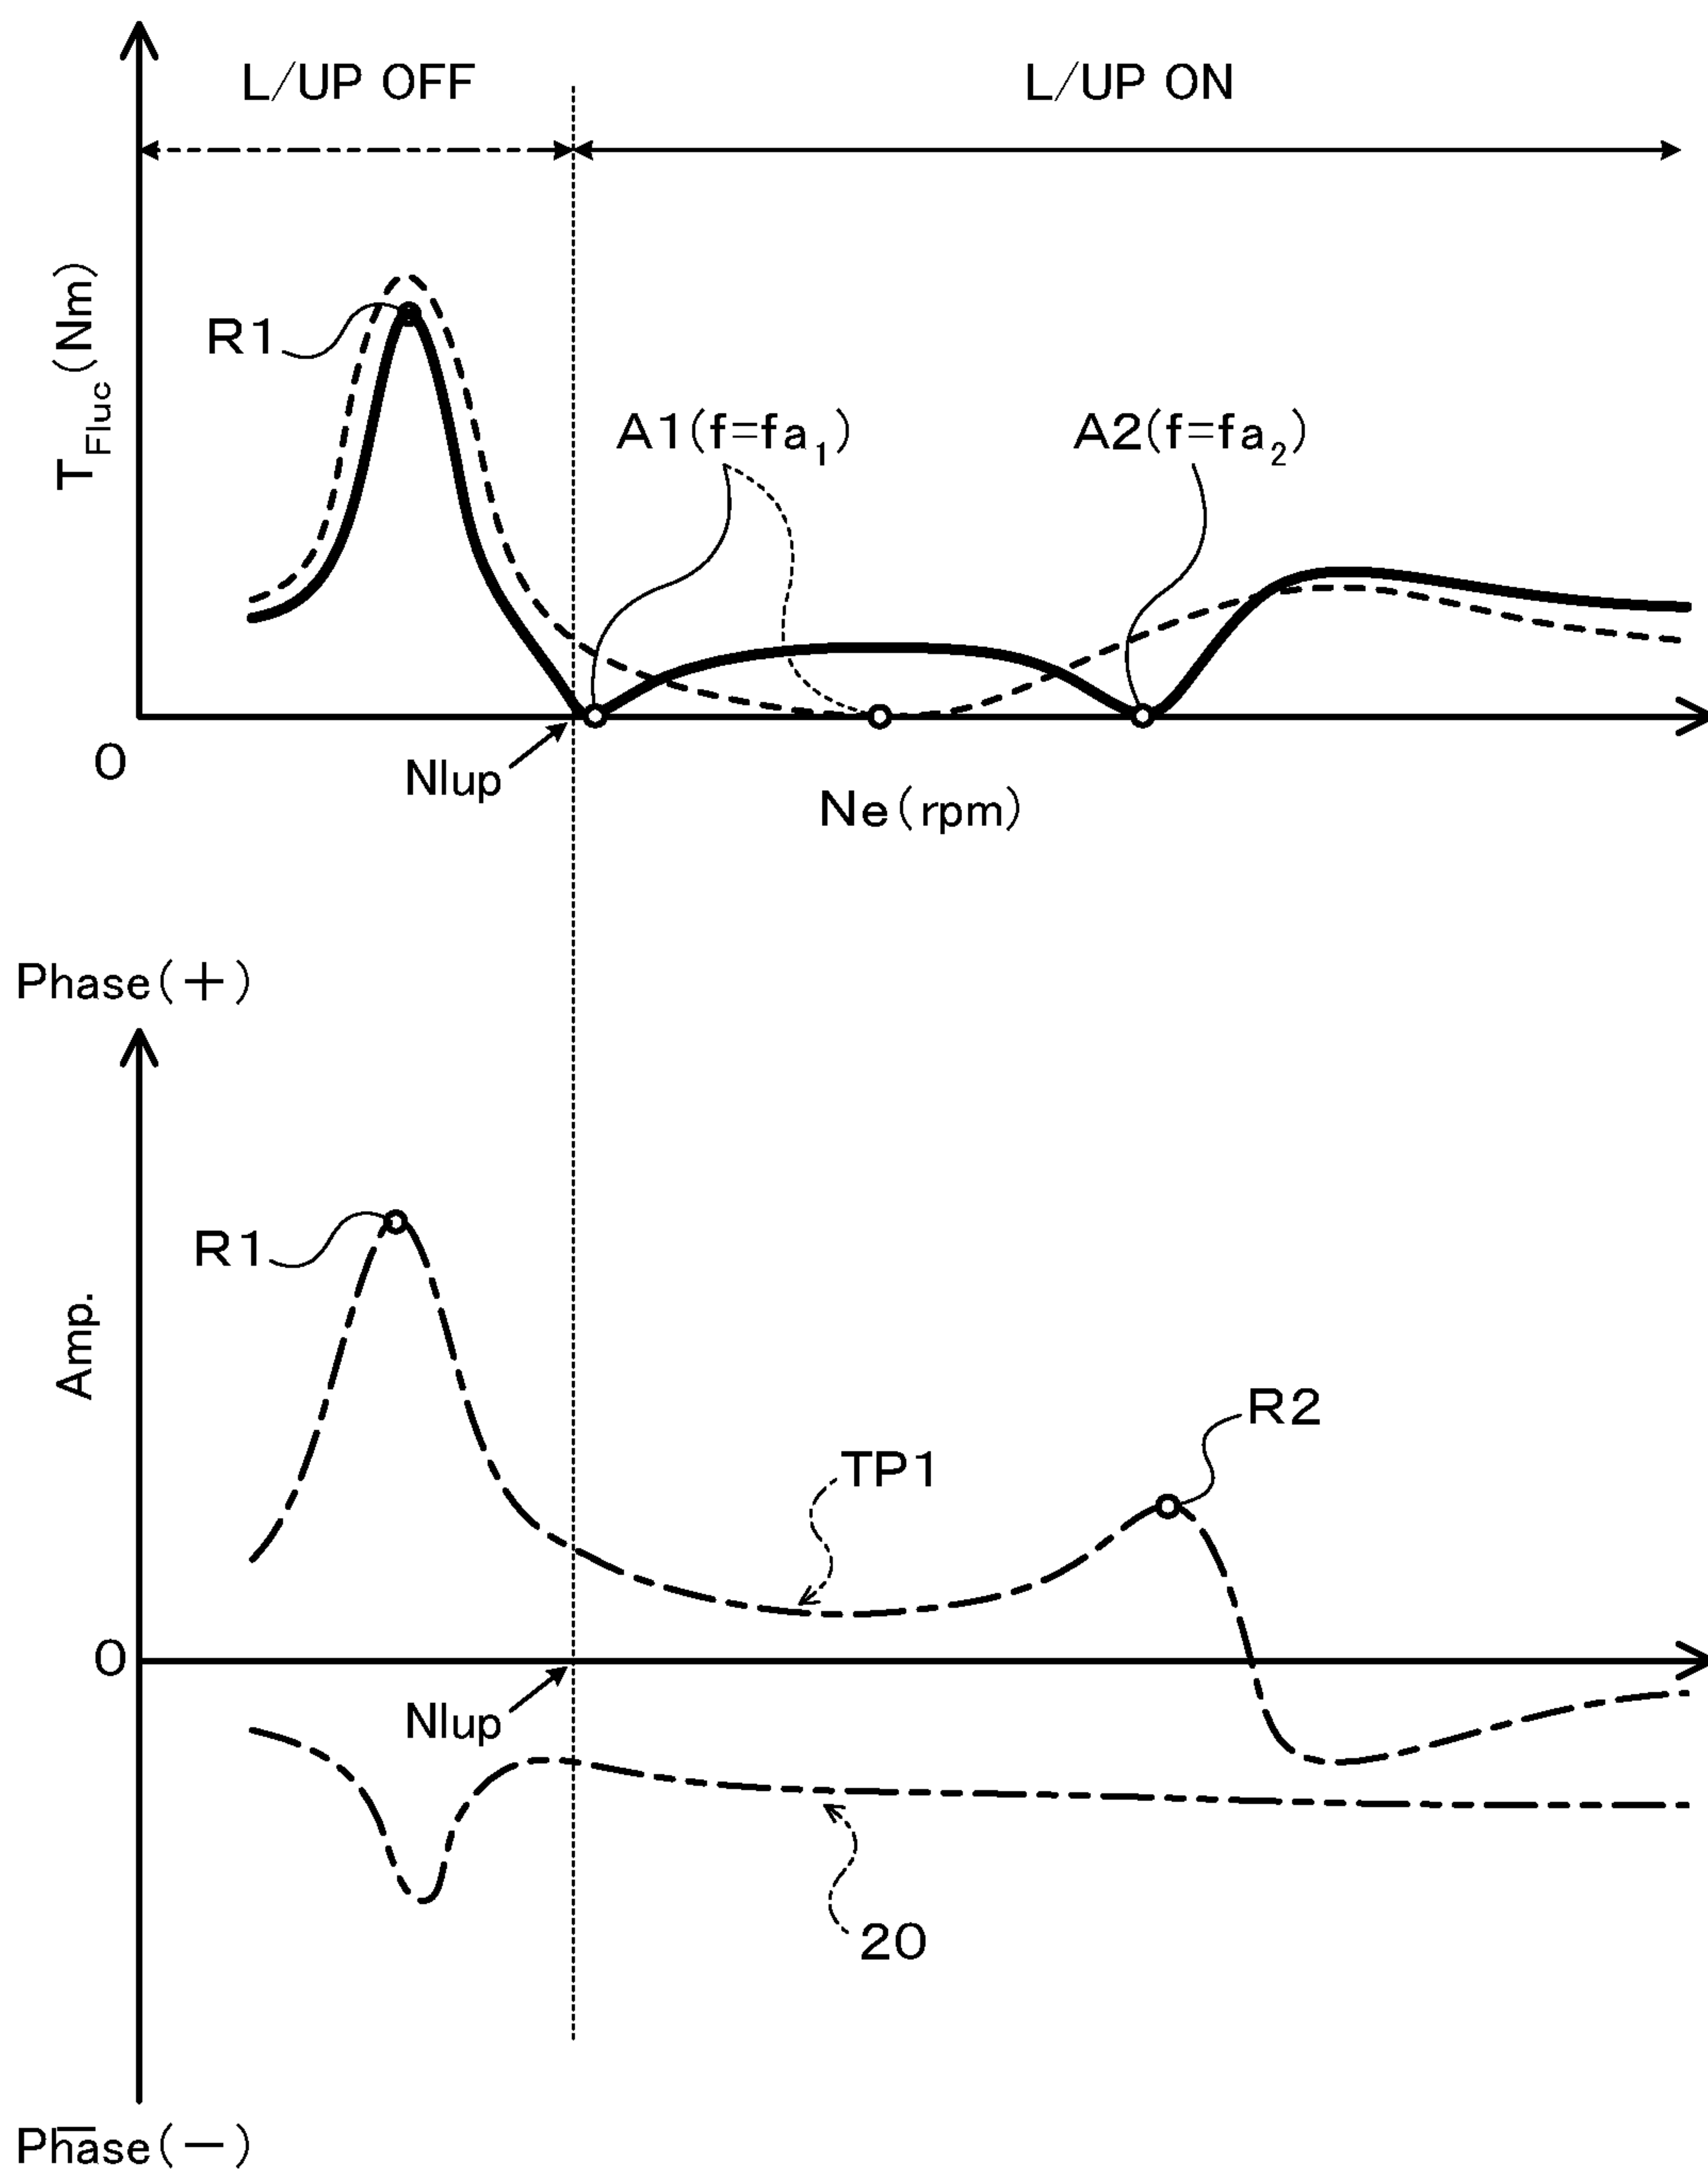 L/UP OFF
L/UP ON
TFluc(Nm)
R1
A1(f=fa1)
A2(f=fa2)
0
Nlup
Ne(rpm)
Phase(+)
Amp.
R1
R2
TP1
0
Nlup
20
Phase(−)